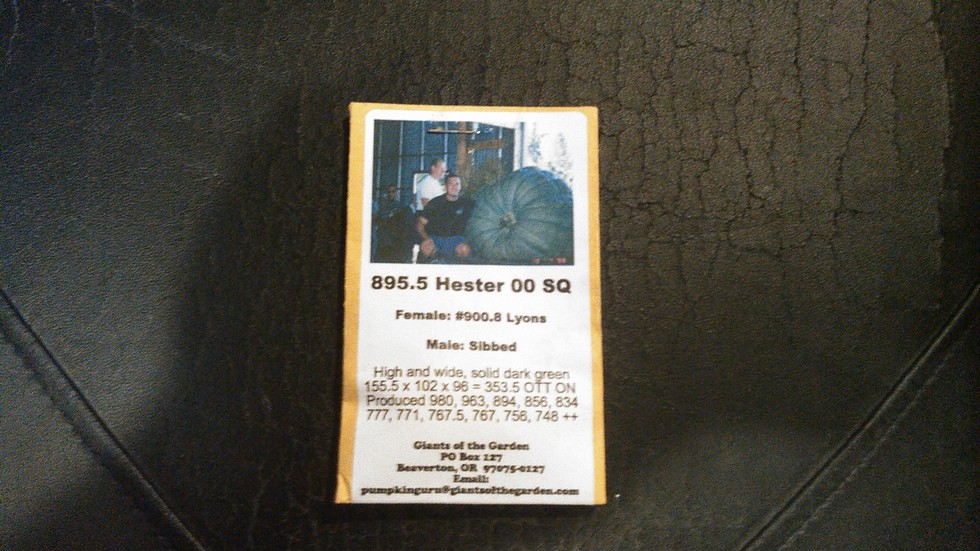 895.5 Hester 00 SQ
Female: #900.8 Lyons
Male: Sibbed
High and wide, solid dark green
155.5 x 102 x 96 = 353.5 OTT ON
Produced 980, 963, 894, 856, 834
777, 771, 767.5, 767, 756, 748 ++
Giants of the Garden
PO Box 127
Beaverton, OR 97075-0127
Email:
pumpkinguru@giantsofthegarden.com